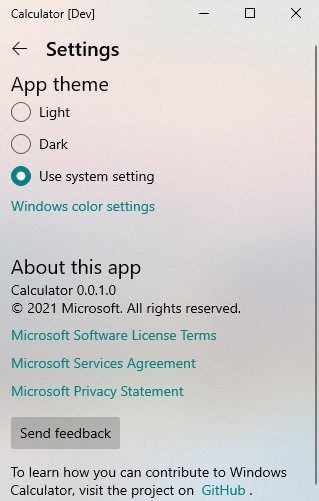 Calculator [Dev]
Settings
App theme
Light
Dark
Use system setting
Windows color settings
About this app
Calculator 0.0.1.0
© 2021 Microsoft. All rights reserved.
Microsoft Software License Terms
Microsoft Services Agreement
Microsoft Privacy Statement
Send feedback
To learn how you can contribute to Windows
Calculator, visit the project on GitHub .